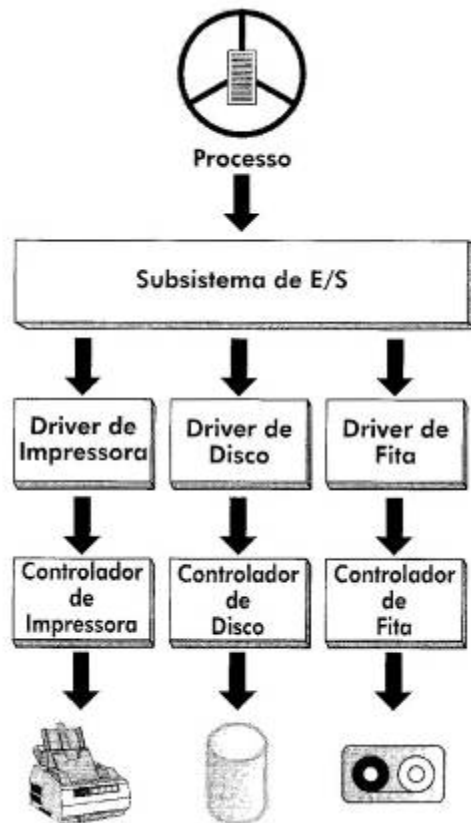 Processo
Subsistema de E/S
Driver de
Impressora
Driver de
Disco
Driver de
Fita
Controlador
de
Impressora
Controlador
de
Disco
Controlador
de
Fita